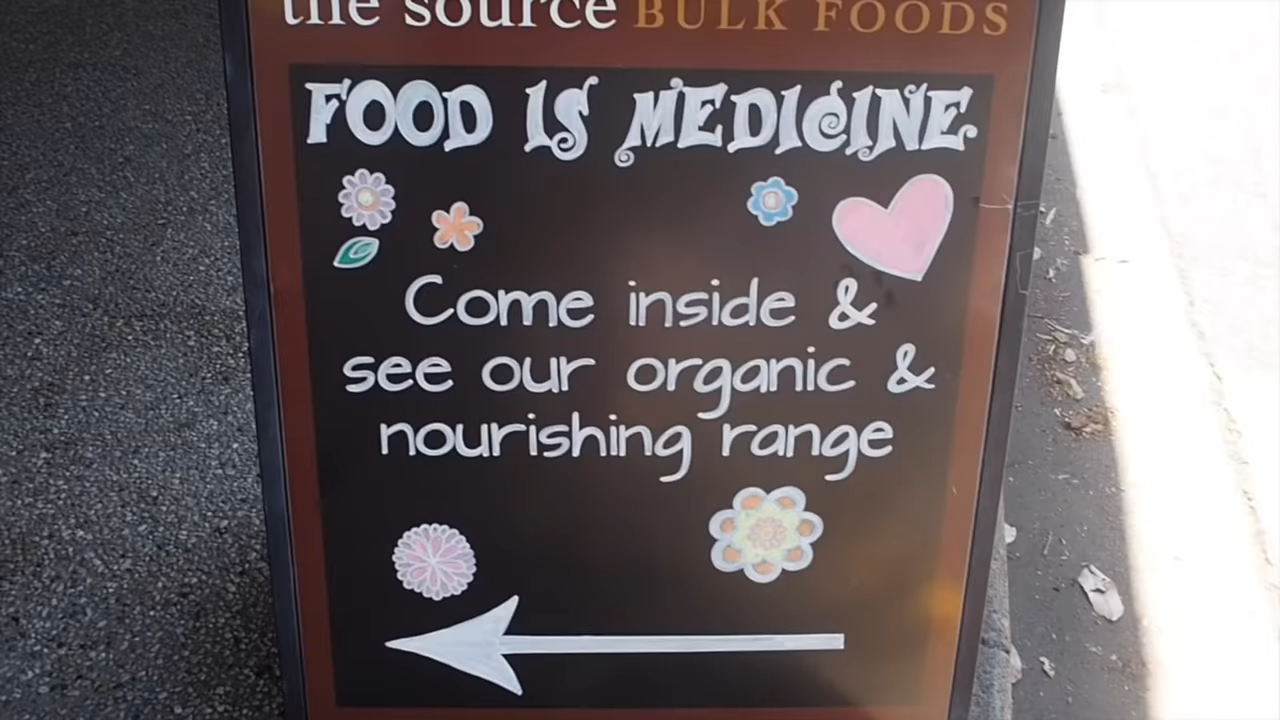 the source BULK FOODS
FOOD IS MEDICINE
Come inside &
see our organic &
nourishing range